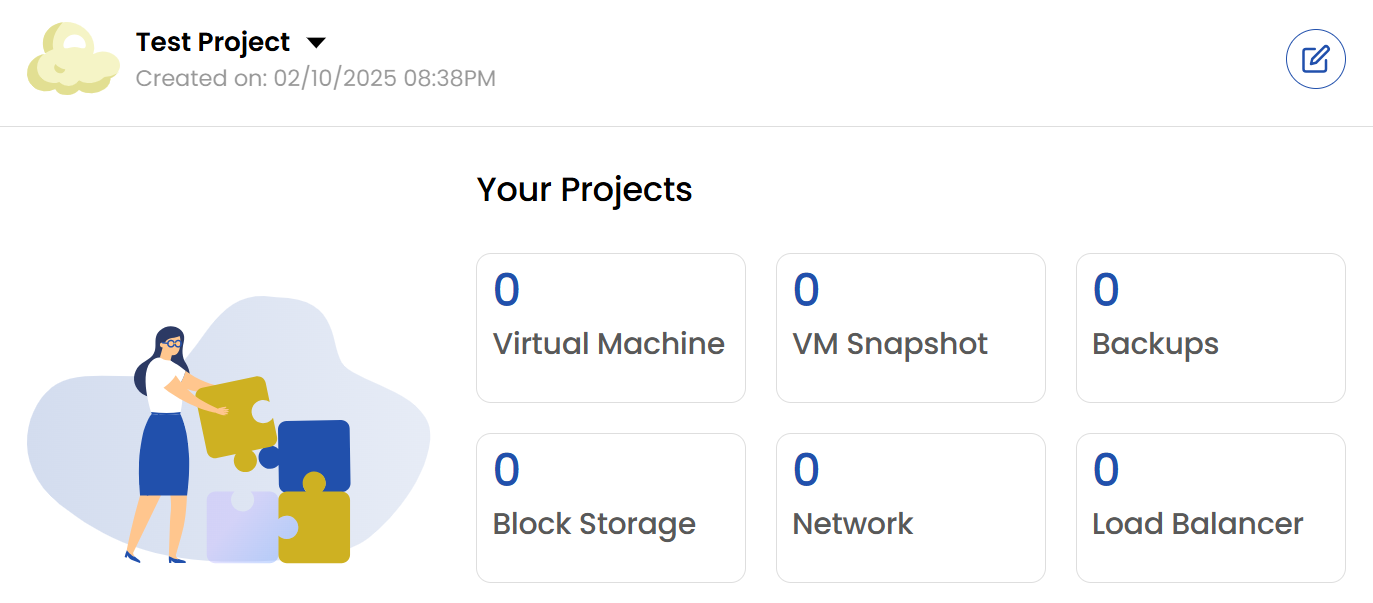 Test Project
Created on: 02/10/2025 08:38PM
Your Projects
0
Virtual Machine
0
VM Snapshot
0
Backups
0
Block Storage
0
Network
0
Load Balancer